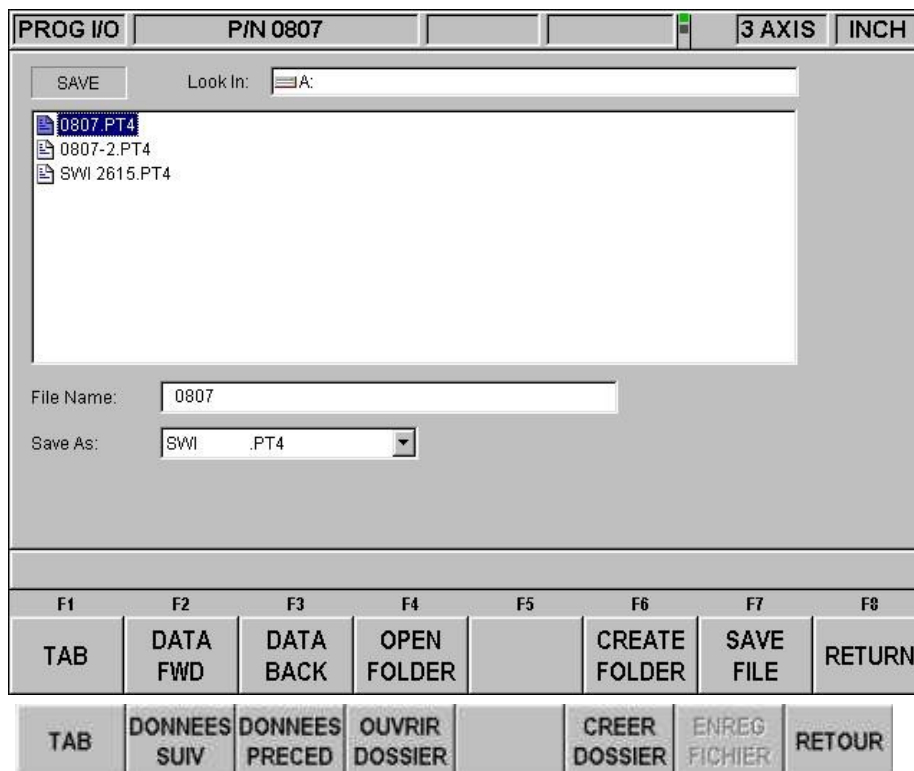 PROG I/O P/N 0807 3 AXIS INCH
SAVE Look In: A:
0807.PT4
0807-2.PT4
SWI 2615.PT4
File Name: 0807
Save As: SWI .PT4
F1 F2 F3 F4 F5 F6 F7 F8
TAB DATA FWD DATA BACK OPEN FOLDER CREATE FOLDER SAVE FILE RETURN
TAB DONNEES SUIV DONNEES PRECED OUVRIR DOSSIER CREER DOSSIER ENREG FICHIER RETOUR